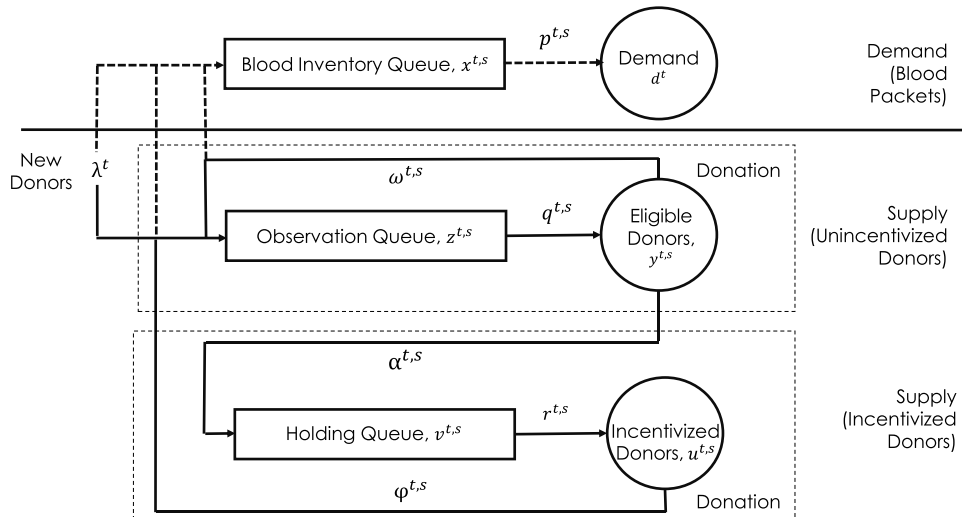 Blood Inventory Queue, x^{t,s}
p^{t,s}
Demand
d^t
Demand
(Blood
Packets)
New
Donors
λ^t
ω^{t,s}
Donation
Observation Queue, z^{t,s}
q^{t,s}
Eligible
Donors,
y^{t,s}
Supply
(Unincentivized
Donors)
α^{t,s}
Holding Queue, v^{t,s}
r^{t,s}
Incentivized
Donors, u^{t,s}
Supply
(Incentivized
Donors)
φ^{t,s}
Donation